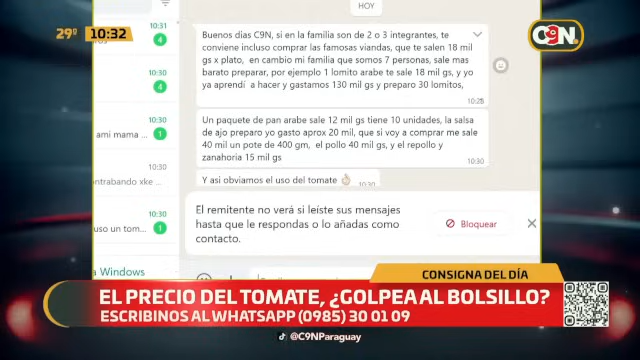 HOY
29º 10:32
C9N
10:31
4
10:30
4
10:30
ami mama
1
10:30
contrabando xke
10:30
uso un tom...
1
a Windows
Buenos días C9N, si en la familia son de 2 o 3 integrantes, te
conviene incluso comprar las famosas viandas, que te salen 18 mil
gs x plato, en cambio mi familia que somos 7 personas, sale mas
barato preparar, por ejemplo 1 lomito arabe te sale 18 mil gs, y yo
ya aprendí a hacer y gastamos 130 mil gs y preparo 30 lomitos,
10:25
Un paquete de pan arabe sale 12 mil gs tiene 10 unidades, la salsa
de ajo preparo yo gasto aprox 20 mil, que si voy a comprar me sale
40 mil un pote de 400 gm, el pollo 40 mil gs, y el repollo y
zanahoria 15 mil gs
10:30
Y asi obviamos el uso del tomate 👌🏻
10:30
El remitente no verá si leíste sus mensajes
hasta que le respondas o lo añadas como
contacto.
Bloquear
CONSIGNA DEL DÍA
EL PRECIO DEL TOMATE, ¿GOLPEA AL BOLSILLO?
ESCRIBINOS AL WHATSAPP (0985) 30 01 09
@C9NParaguay